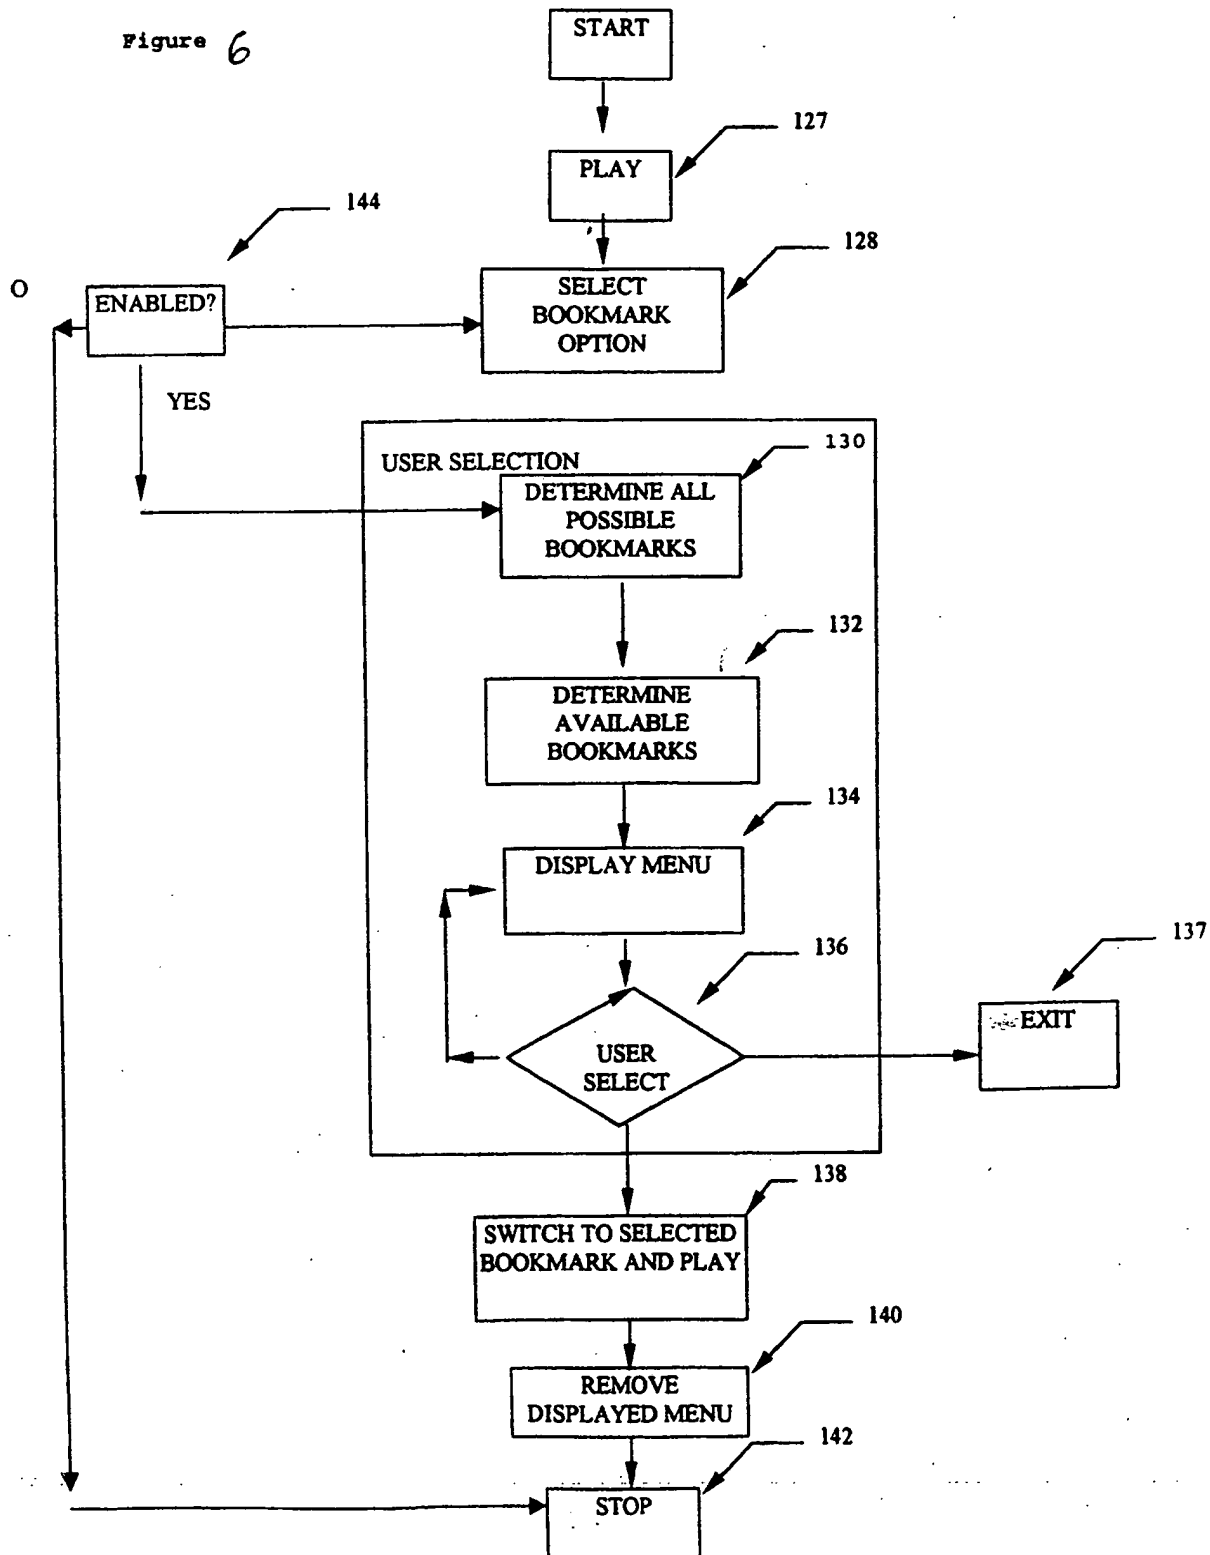 Figure 6
START
127
PLAY
144
128
O
ENABLED?
SELECT
BOOKMARK
OPTION
YES
130
USER SELECTION
DETERMINE ALL
POSSIBLE
BOOKMARKS
132
DETERMINE
AVAILABLE
BOOKMARKS
134
DISPLAY MENU
136
137
EXIT
USER
SELECT
138
SWITCH TO SELECTED
BOOKMARK AND PLAY
140
REMOVE
DISPLAYED MENU
142
STOP